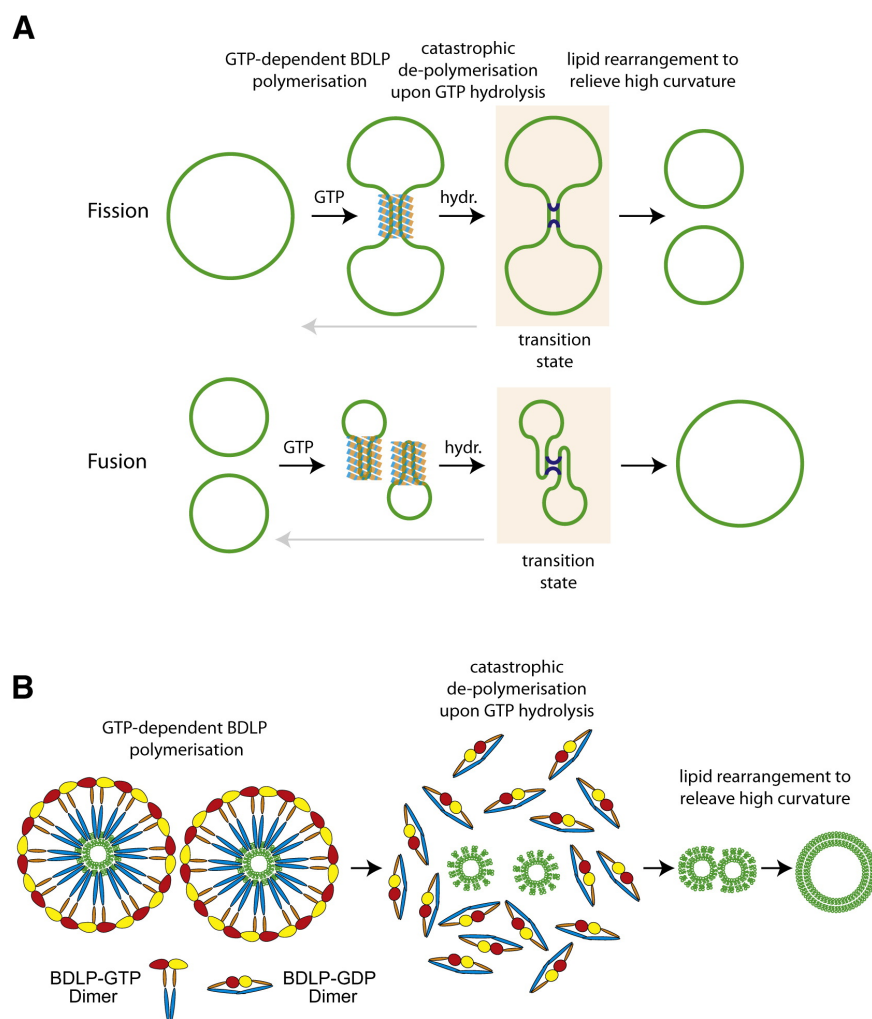 A
GTP-dependent BDLP
polymerisation
catastrophic
de-polymerisation
upon GTP hydrolysis
lipid rearrangement to
relieve high curvature
Fission
GTP
hydr.
transition
state
Fusion
GTP
hydr.
transition
state
B
GTP-dependent BDLP
polymerisation
catastrophic
de-polymerisation
upon GTP hydrolysis
lipid rearrangement to
releave high curvature
BDLP-GTP
Dimer
BDLP-GDP
Dimer